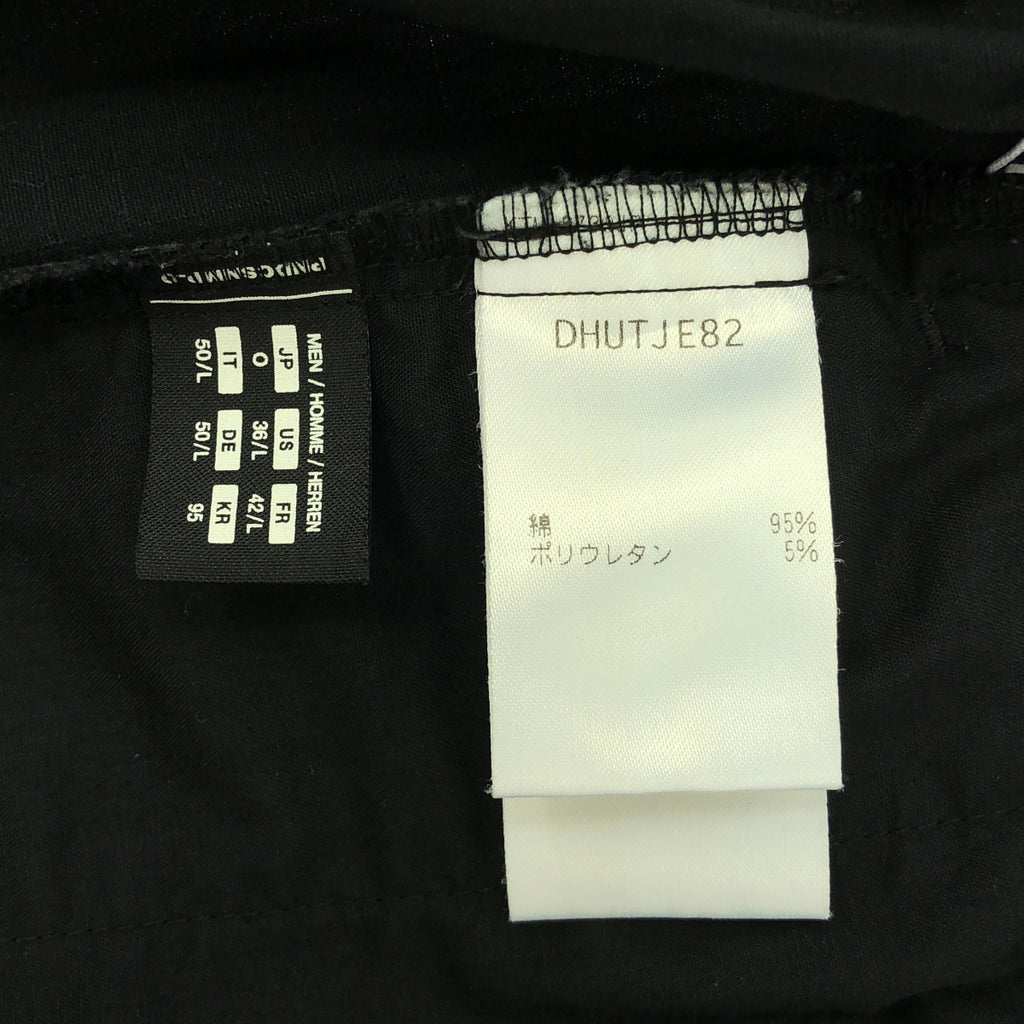 MEN / HOMME / HERREN
JP US FR
O 36/L 42/L
IT DE KR
50/L 50/L 95
DHUTJE82
綿 95%
ポリウレタン 5%